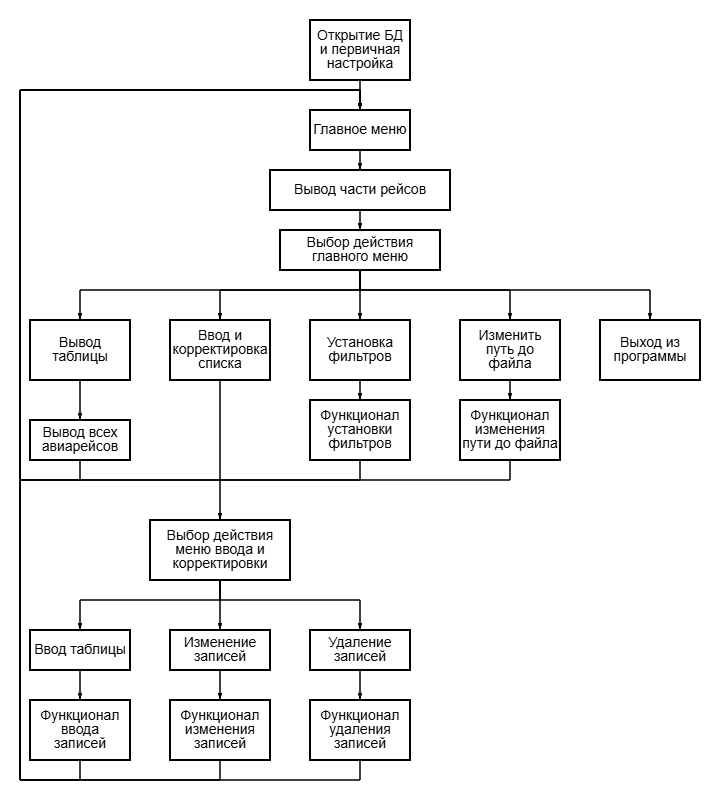 Открытие БД
и первичная
настройка
Главное меню
Вывод части рейсов
Выбор действия
главного меню
Вывод
таблицы
Ввод и
корректировка
списка
Установка
фильтров
Изменить
путь до
файла
Выход из
программы
Вывод всех
авиарейсов
Функционал
установки
фильтров
Функционал
изменения
пути до файла
Выбор действия
меню ввода и
корректировки
Ввод таблицы
Изменение
записей
Удаление
записей
Функционал
ввода
записей
Функционал
изменения
записей
Функционал
удаления
записей